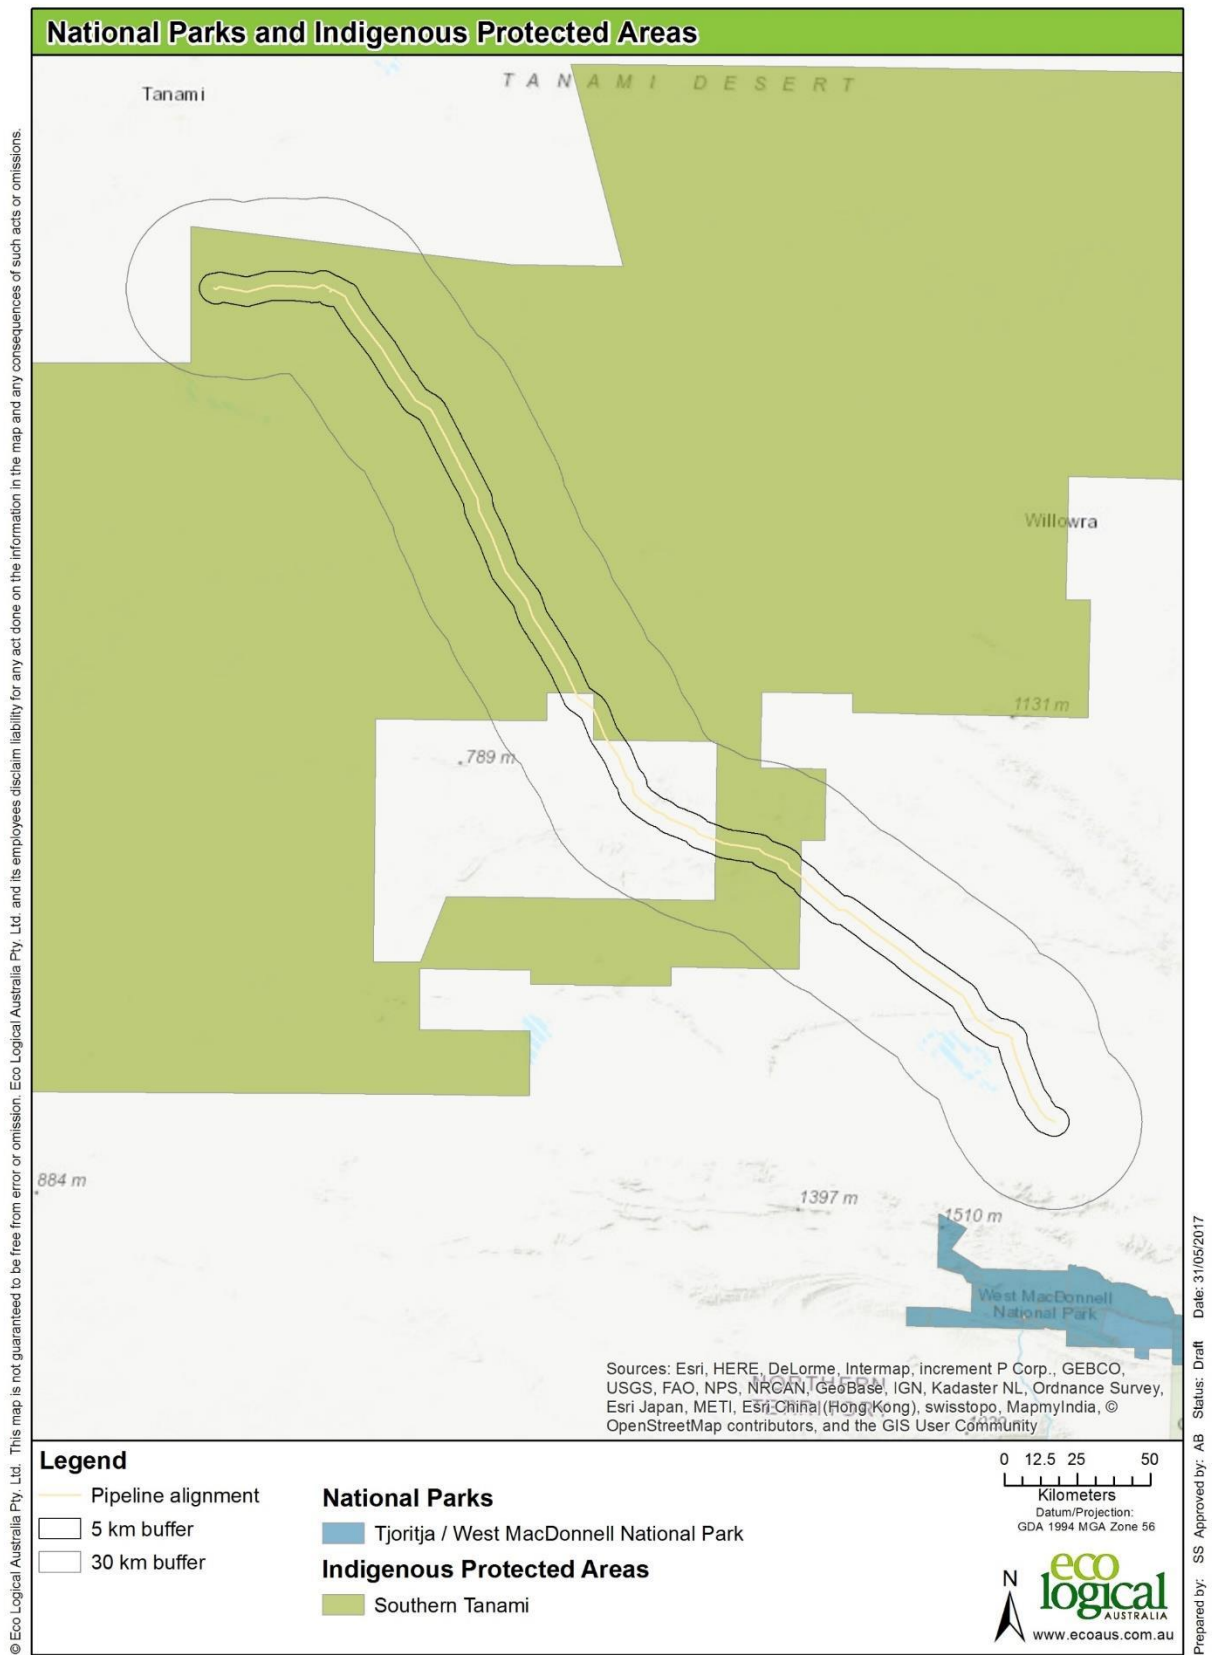 National Parks and Indigenous Protected Areas
TANAMI DESERT
Tanami
Willowra
1131 m
789 m
884 m
1397 m
1510 m
West MacDonnell
National Park
NORTHERN
TERRITORY
Sources: Esri, HERE, DeLorme, Intermap, increment P Corp., GEBCO,
USGS, FAO, NPS, NRCAN, GeoBase, IGN, Kadaster NL, Ordnance Survey,
Esri Japan, METI, Esri China (Hong Kong), swisstopo, MapmyIndia, ©
OpenStreetMap contributors, and the GIS User Community
Legend
Pipeline alignment
5 km buffer
30 km buffer
National Parks
Tjoritja / West MacDonnell National Park
Indigenous Protected Areas
Southern Tanami
0 12.5 25 50
Kilometers
Datum/Projection:
GDA 1994 MGA Zone 56
N
eco
logical
AUSTRALIA
www.ecoaus.com.au
© Eco Logical Australia Pty. Ltd. This map is not guaranteed to be free from error or omission. Eco Logical Australia Pty. Ltd. and its employees disclaim liability for any act done on the information in the map and any consequences of such acts or omissions.
Prepared by: SS Approved by: AB Status: Draft Date: 31/05/2017